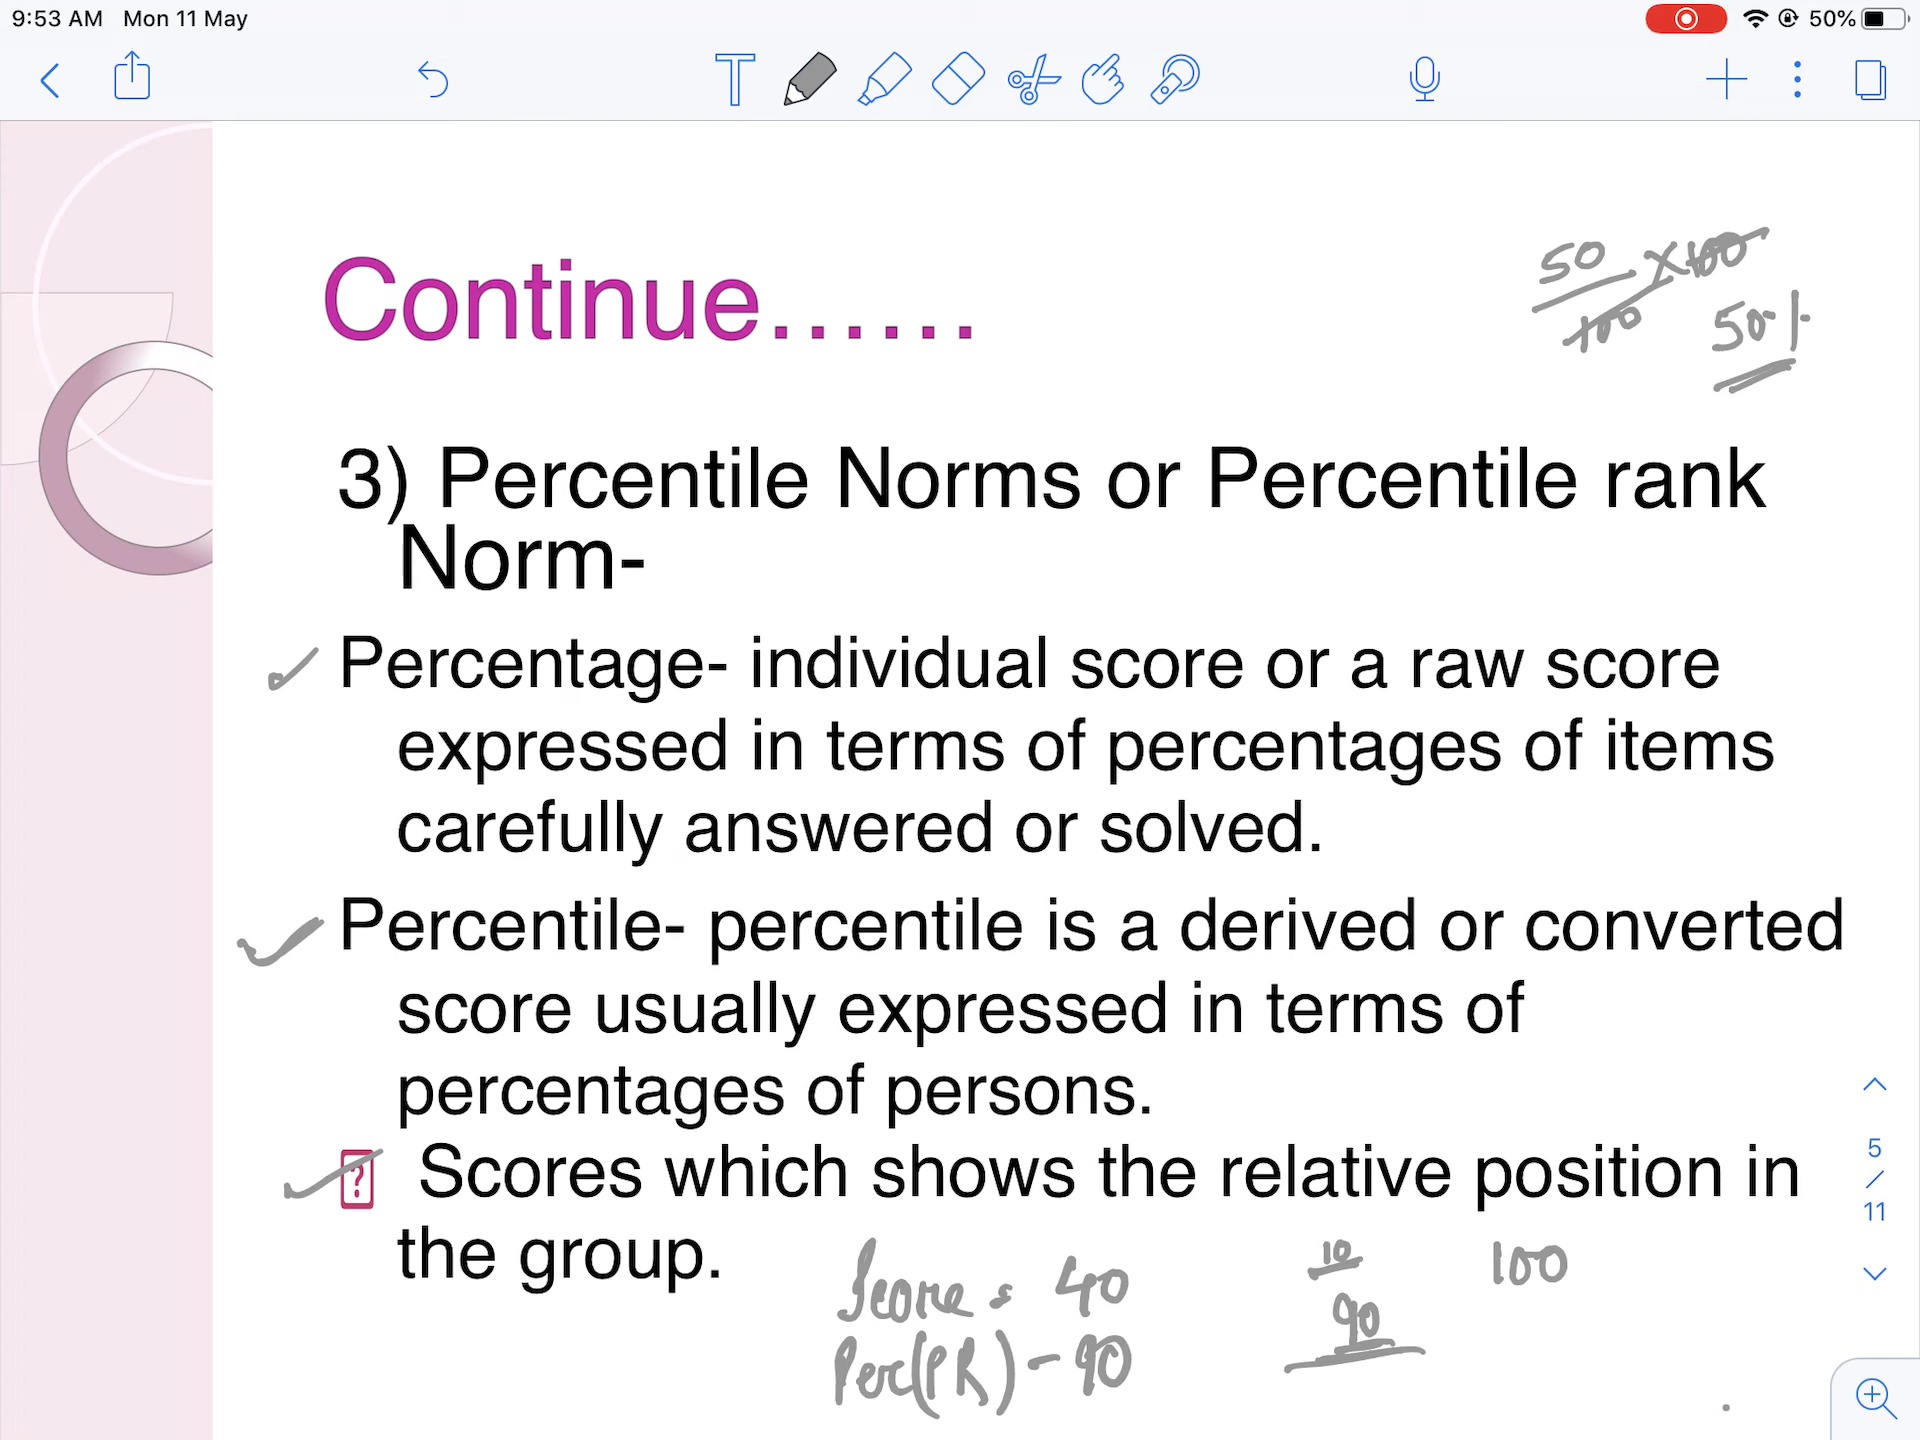 9:53 AM Mon 11 May
50%
50/100 × 100
50%
Continue......
3) Percentile Norms or Percentile rank
Norm-
Percentage- individual score or a raw score
expressed in terms of percentages of items
carefully answered or solved.
Percentile- percentile is a derived or converted
score usually expressed in terms of
percentages of persons.
Scores which shows the relative position in
the group.
Score = 40
Per(PR) - 90
10
90
100
5
/
11